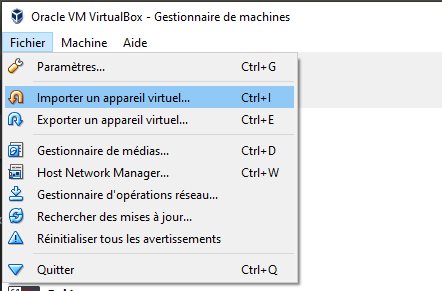 Oracle VM VirtualBox - Gestionnaire de machines
Fichier Machine Aide
Paramètres... Ctrl+G
Importer un appareil virtuel... Ctrl+I
Exporter un appareil virtuel... Ctrl+E
Gestionnaire de médias... Ctrl+D
Host Network Manager... Ctrl+W
Gestionnaire d'opérations réseau...
Rechercher des mises à jour...
Réinitialiser tous les avertissements
Quitter Ctrl+Q